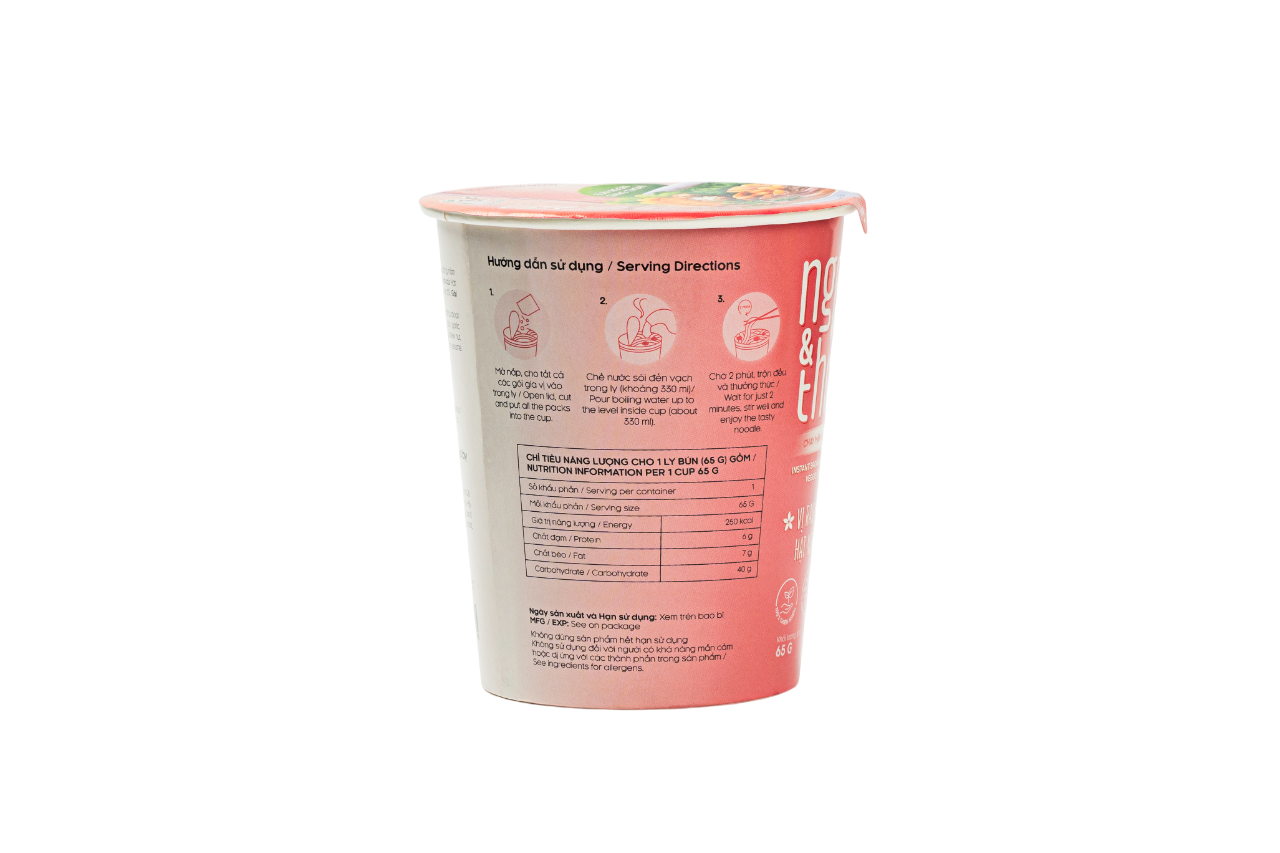 Hướng dẫn sử dụng / Serving Directions
1.
Mở nắp, cho tất cả
các gói gia vị vào
trong ly / Open lid, cut
and put all the packs
into the cup.
2.
Chế nước sôi đến vạch
trong ly (khoảng 330 ml)/
Pour boiling water up to
the level inside cup (about
330 ml).
3.
Chờ 2 phút, trộn đều,
và thưởng thức /
Wait for just 2
minutes, stir well and
enjoy the tasty
noodle.
CHỈ TIÊU NĂNG LƯỢNG CHO 1 LY BÚN (65 G) GỒM /
NUTRITION INFORMATION PER 1 CUP 65 G
Số khẩu phần / Serving per container 1
Mỗi khẩu phần / Serving size 65 G
Giá trị năng lượng / Energy 250 kcal
Chất đạm / Protein 6 g
Chất béo / Fat 7 g
Carbohydrate / Carbohydrate 40 g
Ngày sản xuất và Hạn sử dụng: Xem trên bao bì
MFG / EXP: See on package
Không dùng sản phẩm hết hạn sử dụng
Không sử dụng đối với người có khả năng mẫn cảm
hoặc dị ứng với các thành phần trong sản phẩm /
See ingredients for allergens.
ng
&
th
65 G